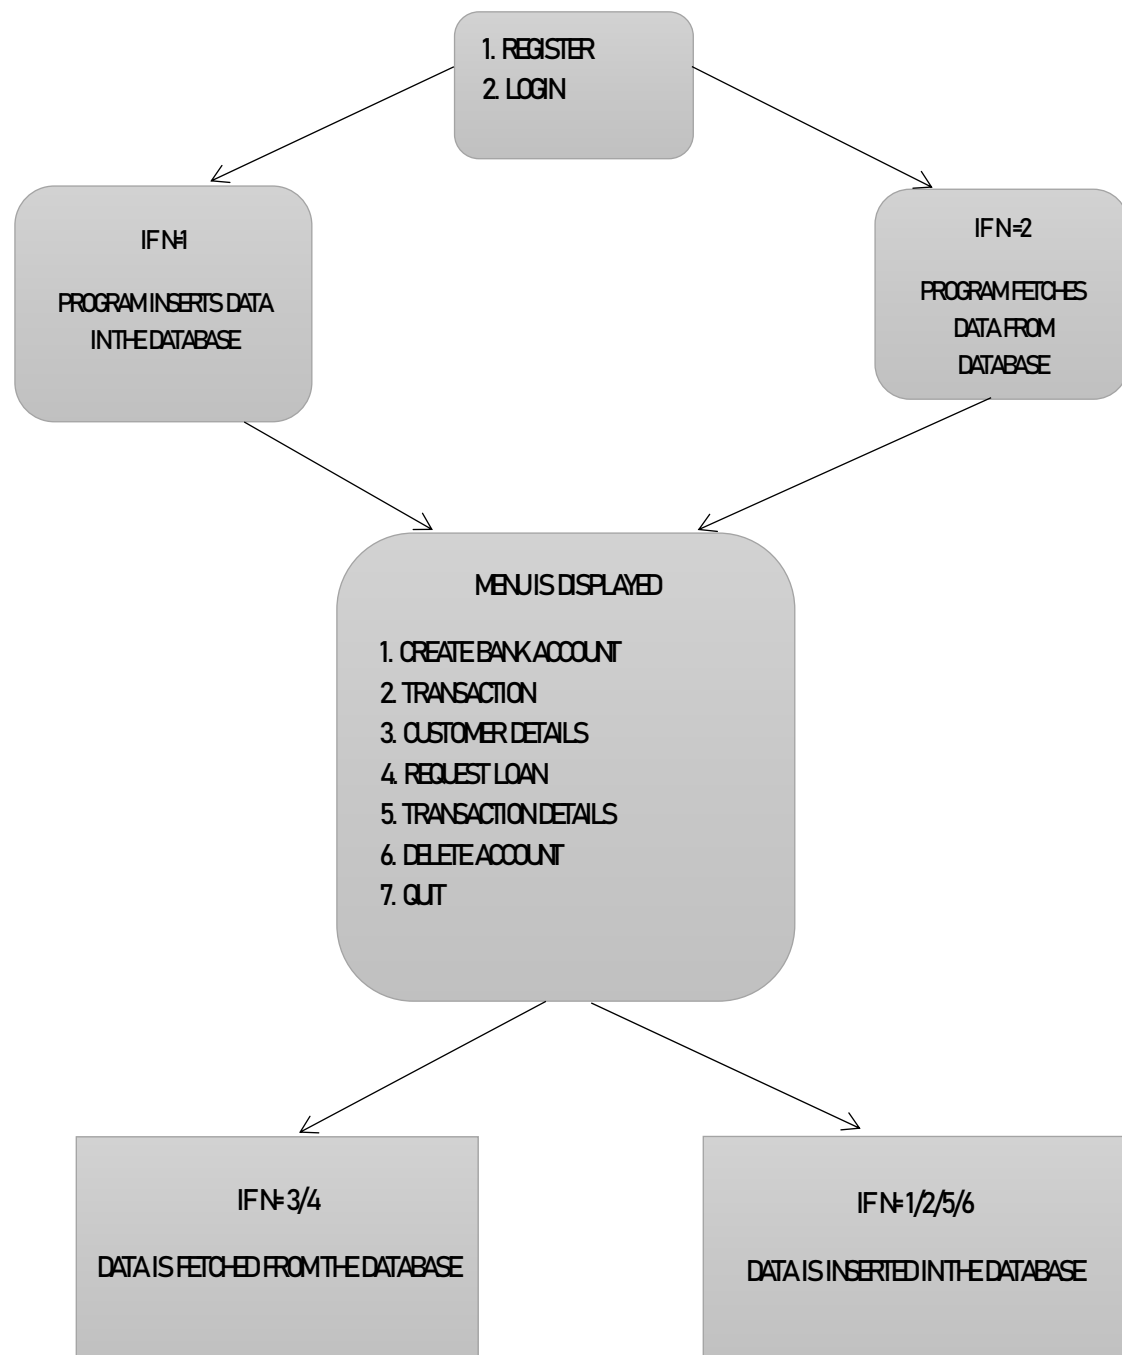 1. REGISTER
2. LOGIN
IF N=1
PROGRAM INSERTS DATA
IN THE DATABASE
IF N=2
PROGRAM FETCHES
DATA FROM
DATABASE
MENU IS DISPLAYED
1. CREATE BANK ACCOUNT
2. TRANSACTION
3. CUSTOMER DETAILS
4. REQUEST LOAN
5. TRANSACTION DETAILS
6. DELETE ACCOUNT
7. QUIT
IF N= 3/4
DATA IS FETCHED FROM THE DATABASE
IF N= 1/2/5/6
DATA IS INSERTED IN THE DATABASE